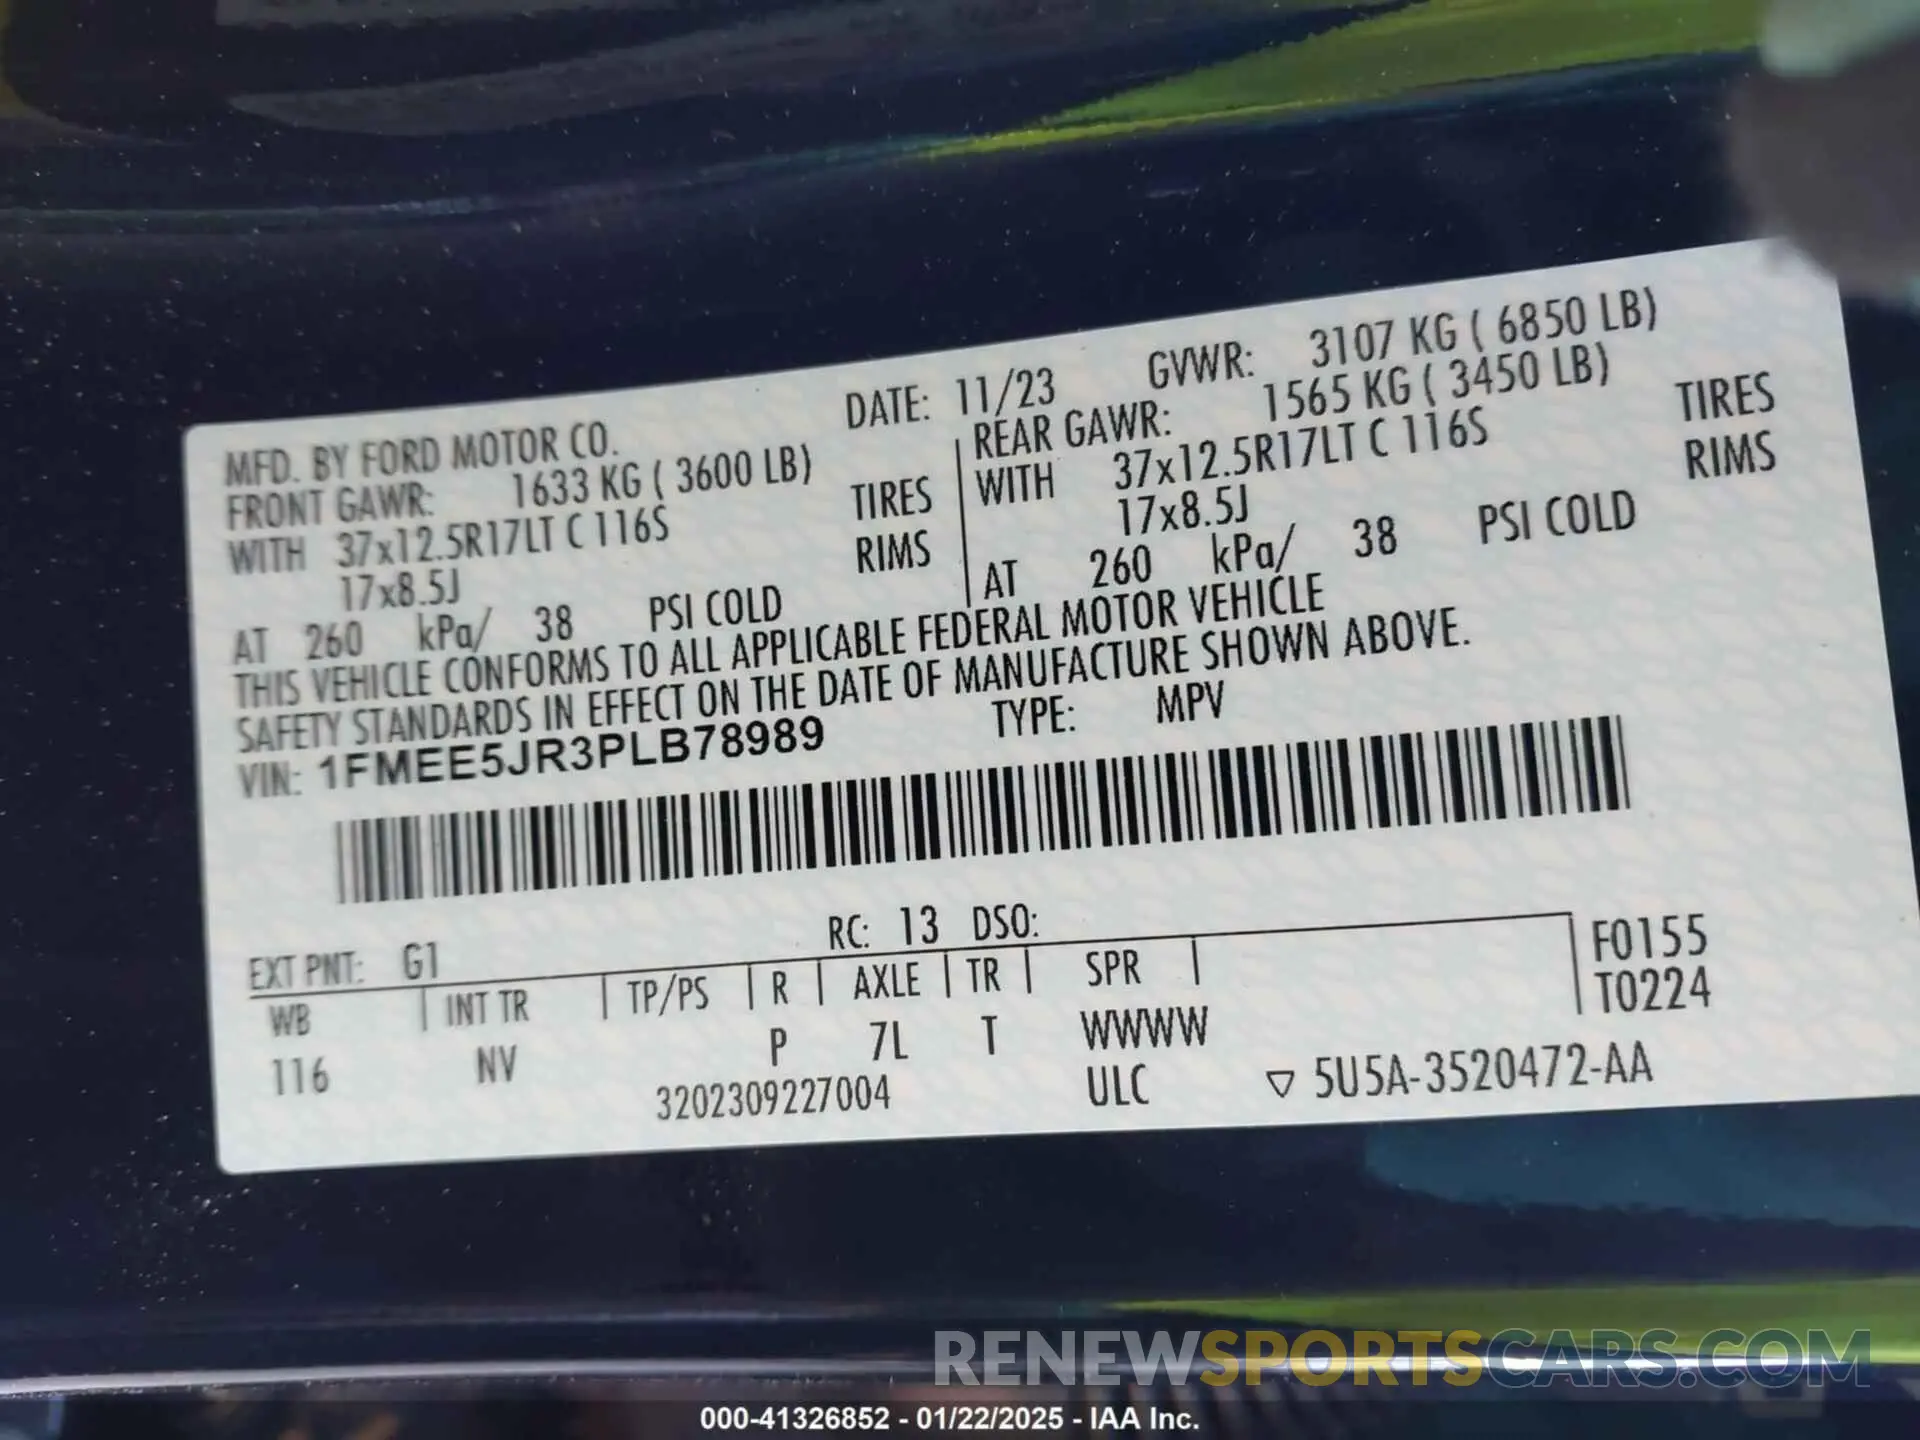 MFD. BY FORD MOTOR CO.
DATE: 11/23 GVWR: 3107 KG ( 6850 LB)
FRONT GAWR: 1633 KG ( 3600 LB)
WITH 37x12.5R17LT C 116S TIRES
17x8.5J RIMS
AT 260 kPa/ 38 PSI COLD
REAR GAWR: 1565 KG ( 3450 LB)
WITH 37x12.5R17LT C 116S TIRES
17x8.5J RIMS
AT 260 kPa/ 38 PSI COLD
THIS VEHICLE CONFORMS TO ALL APPLICABLE FEDERAL MOTOR VEHICLE
SAFETY STANDARDS IN EFFECT ON THE DATE OF MANUFACTURE SHOWN ABOVE.
VIN: 1FMEE5JR3PLB78989 TYPE: MPV
EXT PNT: G1 RC: 13 DSO:
WB | INT TR | TP/PS | R | AXLE | TR | SPR |
116 NV P 7L T WWWW
F0155
T0224
3202309227004 ULC ▽ 5U5A-3520472-AA
RENEWSPORTSCARS.COM
000-41326852 - 01/22/2025 - IAA Inc.